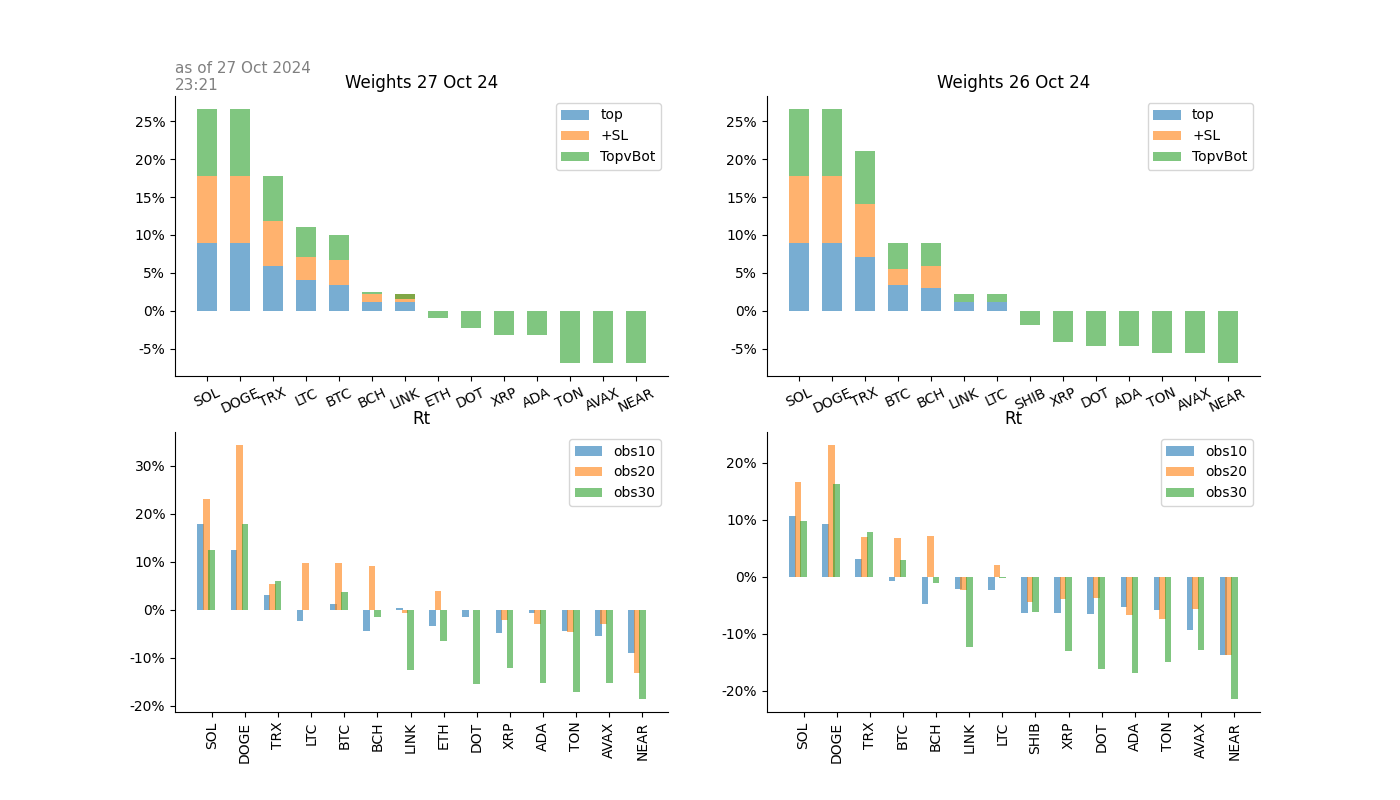 as of 27 Oct 2024
23:21
Weights 27 Oct 24
25%
20%
15%
10%
5%
0%
-5%
top
+SL
TopvBot
SOL DOGE TRX LTC BTC BCH LINK ETH DOT XRP ADA TON AVAX NEAR
Weights 26 Oct 24
25%
20%
15%
10%
5%
0%
-5%
top
+SL
TopvBot
SOL DOGE TRX BTC BCH LINK LTC SHIB XRP DOT ADA TON AVAX NEAR
Rt
30%
20%
10%
0%
-10%
-20%
obs10
obs20
obs30
SOL DOGE TRX LTC BTC BCH LINK ETH DOT XRP ADA TON AVAX NEAR
Rt
20%
10%
0%
-10%
-20%
obs10
obs20
obs30
SOL DOGE TRX BTC BCH LINK LTC SHIB XRP DOT ADA TON AVAX NEAR